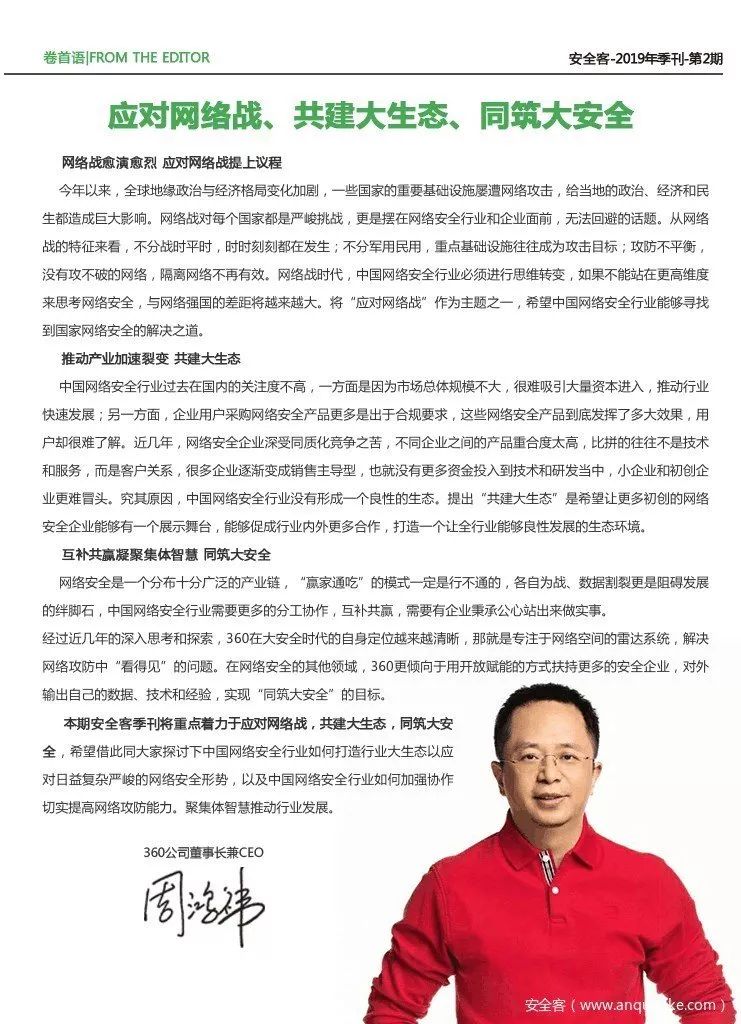 卷首语|FROM THE EDITOR
安全客-2019年季刊-第2期
应对网络战、共建大生态、同筑大安全
网络战愈演愈烈 应对网络战提上议程
今年以来，全球地缘政治与经济格局变化加剧，一些国家的重要基础设施屡遭网络攻击，给当地的政治、经济和民
生都造成巨大影响。网络战对每个国家都是严峻挑战，更是摆在网络安全行业和企业面前，无法回避的话题。从网络
战的特征来看，不分战时平时，时时刻刻都在发生；不分军用民用，重点基础设施往往成为攻击目标；攻防不平衡，
没有攻不破的网络，隔离网络不再有效。网络战时代，中国网络安全行业必须进行思维转变，如果不能站在更高维度
来思考网络安全，与网络强国的差距将越来越大。将“应对网络战”作为主题之一，希望中国网络安全行业能够寻找
到国家网络安全的解决之道。
推动产业加速裂变 共建大生态
中国网络安全行业过去在国内的关注度不高，一方面是因为市场总体规模不大，很难吸引大量资本进入，推动行业
快速发展；另一方面，企业用户采购网络安全产品更多是出于合规要求，这些网络安全产品到底发挥了多大效果，用
户却很难了解。近几年，网络安全企业深受同质化竞争之苦，不同企业之间的产品重合度太高，比拼的往往不是技术
和服务，而是客户关系，很多企业逐渐变成销售主导型，也就没有更多资金投入到技术和研发当中，小企业和初创企
业更难冒头。究其原因，中国网络安全行业没有形成一个良性的生态。提出“共建大生态”是希望让更多初创的网络
安全企业能够有一个展示舞台，能够促成行业内外更多合作，打造一个让全行业能够良性发展的生态环境。
互补共赢凝聚集体智慧 同筑大安全
网络安全是一个分布十分广泛的产业链，“赢家通吃”的模式一定是行不通的，各自为战、数据割裂更是阻碍发展
的绊脚石，中国网络安全行业需要更多的分工协作，互补共赢，需要有企业秉承公心站出来做实事。
经过近几年的深入思考和探索，360在大安全时代的自身定位越来越清晰，那就是专注于网络空间的雷达系统，解决
网络攻防中“看得见”的问题。在网络安全的其他领域，360更倾向于用开放赋能的方式扶持更多的安全企业，对外
输出自己的数据、技术和经验，实现“同筑大安全”的目标。
本期安全客季刊将重点着力于应对网络战，共建大生态，同筑大安
全，希望借此同大家探讨下中国网络安全行业如何打造行业大生态以应
对日益复杂严峻的网络安全形势，以及中国网络安全行业如何加强协作
切实提高网络攻防能力。聚集体智慧推动行业发展。
360公司董事长兼CEO
周鸿祎
安全客（www.anquanke.com）